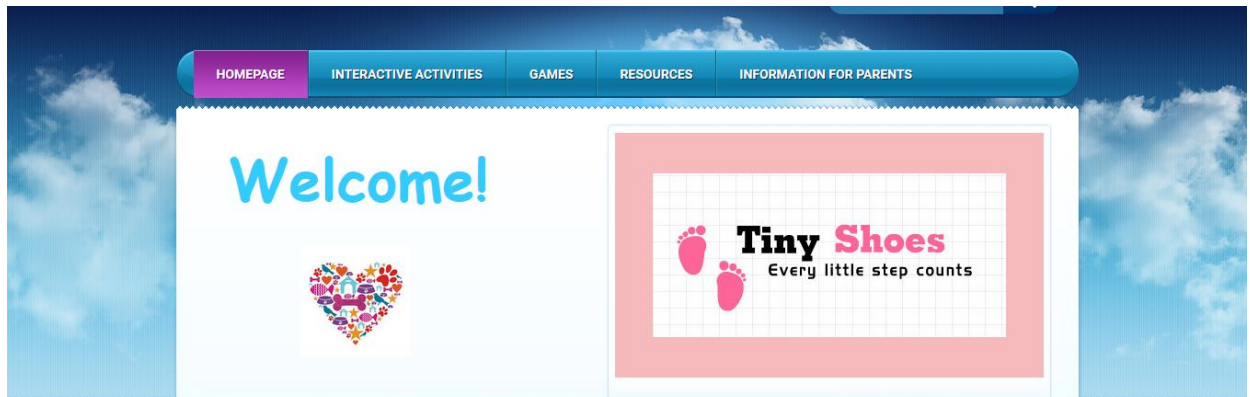 HOMEPAGE INTERACTIVE ACTIVITIES GAMES RESOURCES INFORMATION FOR PARENTS
Welcome!
Tiny Shoes
Every little step counts